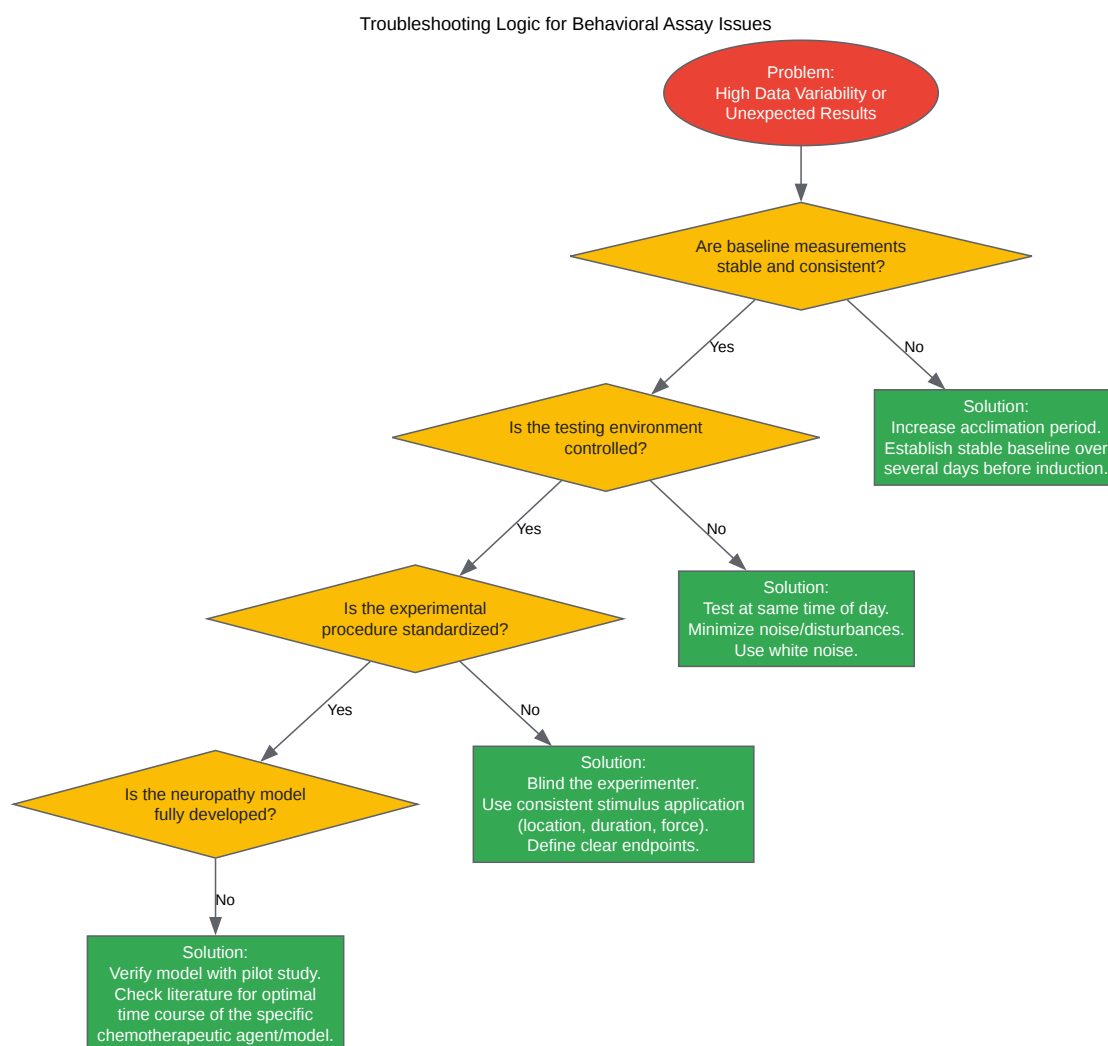 Troubleshooting Logic for Behavioral Assay Issues
Problem:
High Data Variability or
Unexpected Results
Are baseline measurements
stable and consistent?
Yes
No
Is the testing environment
controlled?
Solution:
Increase acclimation period.
Establish stable baseline over
several days before induction.
Yes
No
Is the experimental
procedure standardized?
Solution:
Test at same time of day.
Minimize noise/disturbances.
Use white noise.
Yes
No
Is the neuropathy model
fully developed?
Solution:
Blind the experimenter.
Use consistent stimulus application
(location, duration, force).
Define clear endpoints.
No
Solution:
Verify model with pilot study.
Check literature for optimal
time course of the specific
chemotherapeutic agent/model.